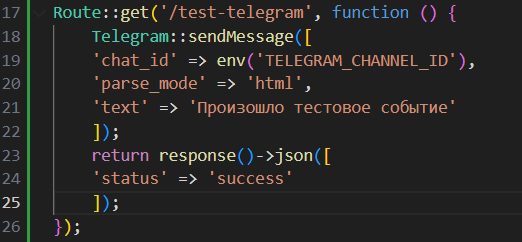 17 Route::get('/test-telegram', function () {
18 Telegram::sendMessage([
19 'chat_id' => env('TELEGRAM_CHANNEL_ID'),
20 'parse_mode' => 'html',
21 'text' => 'Произошло тестовое событие'
22 ]);
23 return response()->json([
24 'status' => 'success'
25 ]);
26 });